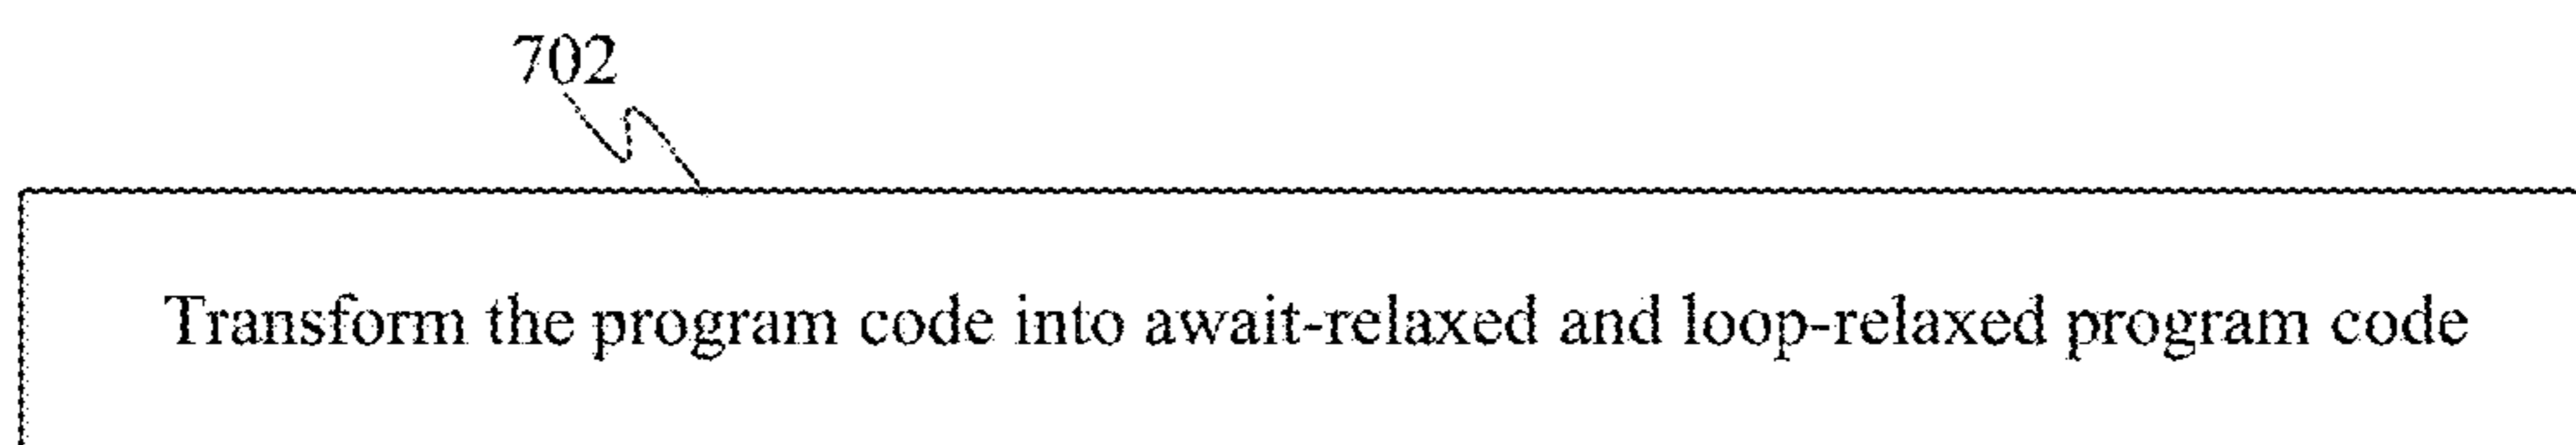 702
Transform the program code into await-relaxed and loop-relaxed program code